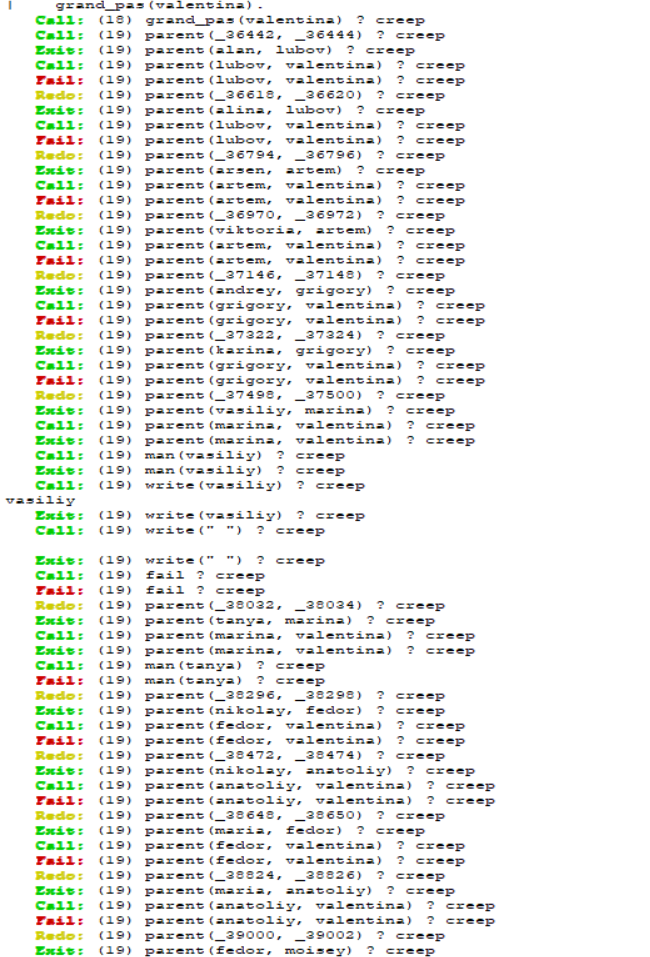 |    grand_pas(valentina).
Call: (18) grand_pas(valentina) ? creep
Call: (19) parent(_36442, _36444) ? creep
Exit: (19) parent(alan, lubov) ? creep
Call: (19) parent(lubov, valentina) ? creep
Fail: (19) parent(lubov, valentina) ? creep
Redo: (19) parent(_36618, _36620) ? creep
Exit: (19) parent(alina, lubov) ? creep
Call: (19) parent(lubov, valentina) ? creep
Fail: (19) parent(lubov, valentina) ? creep
Redo: (19) parent(_36794, _36796) ? creep
Exit: (19) parent(arsen, artem) ? creep
Call: (19) parent(artem, valentina) ? creep
Fail: (19) parent(artem, valentina) ? creep
Redo: (19) parent(_36970, _36972) ? creep
Exit: (19) parent(viktoria, artem) ? creep
Call: (19) parent(artem, valentina) ? creep
Fail: (19) parent(artem, valentina) ? creep
Redo: (19) parent(_37146, _37148) ? creep
Exit: (19) parent(andrey, grigory) ? creep
Call: (19) parent(grigory, valentina) ? creep
Fail: (19) parent(grigory, valentina) ? creep
Redo: (19) parent(_37322, _37324) ? creep
Exit: (19) parent(karina, grigory) ? creep
Call: (19) parent(grigory, valentina) ? creep
Fail: (19) parent(grigory, valentina) ? creep
Redo: (19) parent(_37498, _37500) ? creep
Exit: (19) parent(vasiliy, marina) ? creep
Call: (19) parent(marina, valentina) ? creep
Exit: (19) parent(marina, valentina) ? creep
Call: (19) man(vasiliy) ? creep
Exit: (19) man(vasiliy) ? creep
Call: (19) write(vasiliy) ? creep
vasiliy
Exit: (19) write(vasiliy) ? creep
Call: (19) write(" ") ? creep
Exit: (19) write(" ") ? creep
Call: (19) fail ? creep
Fail: (19) fail ? creep
Redo: (19) parent(_38032, _38034) ? creep
Exit: (19) parent(tanya, marina) ? creep
Call: (19) parent(marina, valentina) ? creep
Exit: (19) parent(marina, valentina) ? creep
Call: (19) man(tanya) ? creep
Fail: (19) man(tanya) ? creep
Redo: (19) parent(_38296, _38298) ? creep
Exit: (19) parent(nikolay, fedor) ? creep
Call: (19) parent(fedor, valentina) ? creep
Fail: (19) parent(fedor, valentina) ? creep
Redo: (19) parent(_38472, _38474) ? creep
Exit: (19) parent(nikolay, anatoliy) ? creep
Call: (19) parent(anatoliy, valentina) ? creep
Fail: (19) parent(anatoliy, valentina) ? creep
Redo: (19) parent(_38648, _38650) ? creep
Exit: (19) parent(maria, fedor) ? creep
Call: (19) parent(fedor, valentina) ? creep
Fail: (19) parent(fedor, valentina) ? creep
Redo: (19) parent(_38824, _38826) ? creep
Exit: (19) parent(maria, anatoliy) ? creep
Call: (19) parent(anatoliy, valentina) ? creep
Fail: (19) parent(anatoliy, valentina) ? creep
Redo: (19) parent(_39000, _39002) ? creep
Exit: (19) parent(fedor, moisey) ? creep